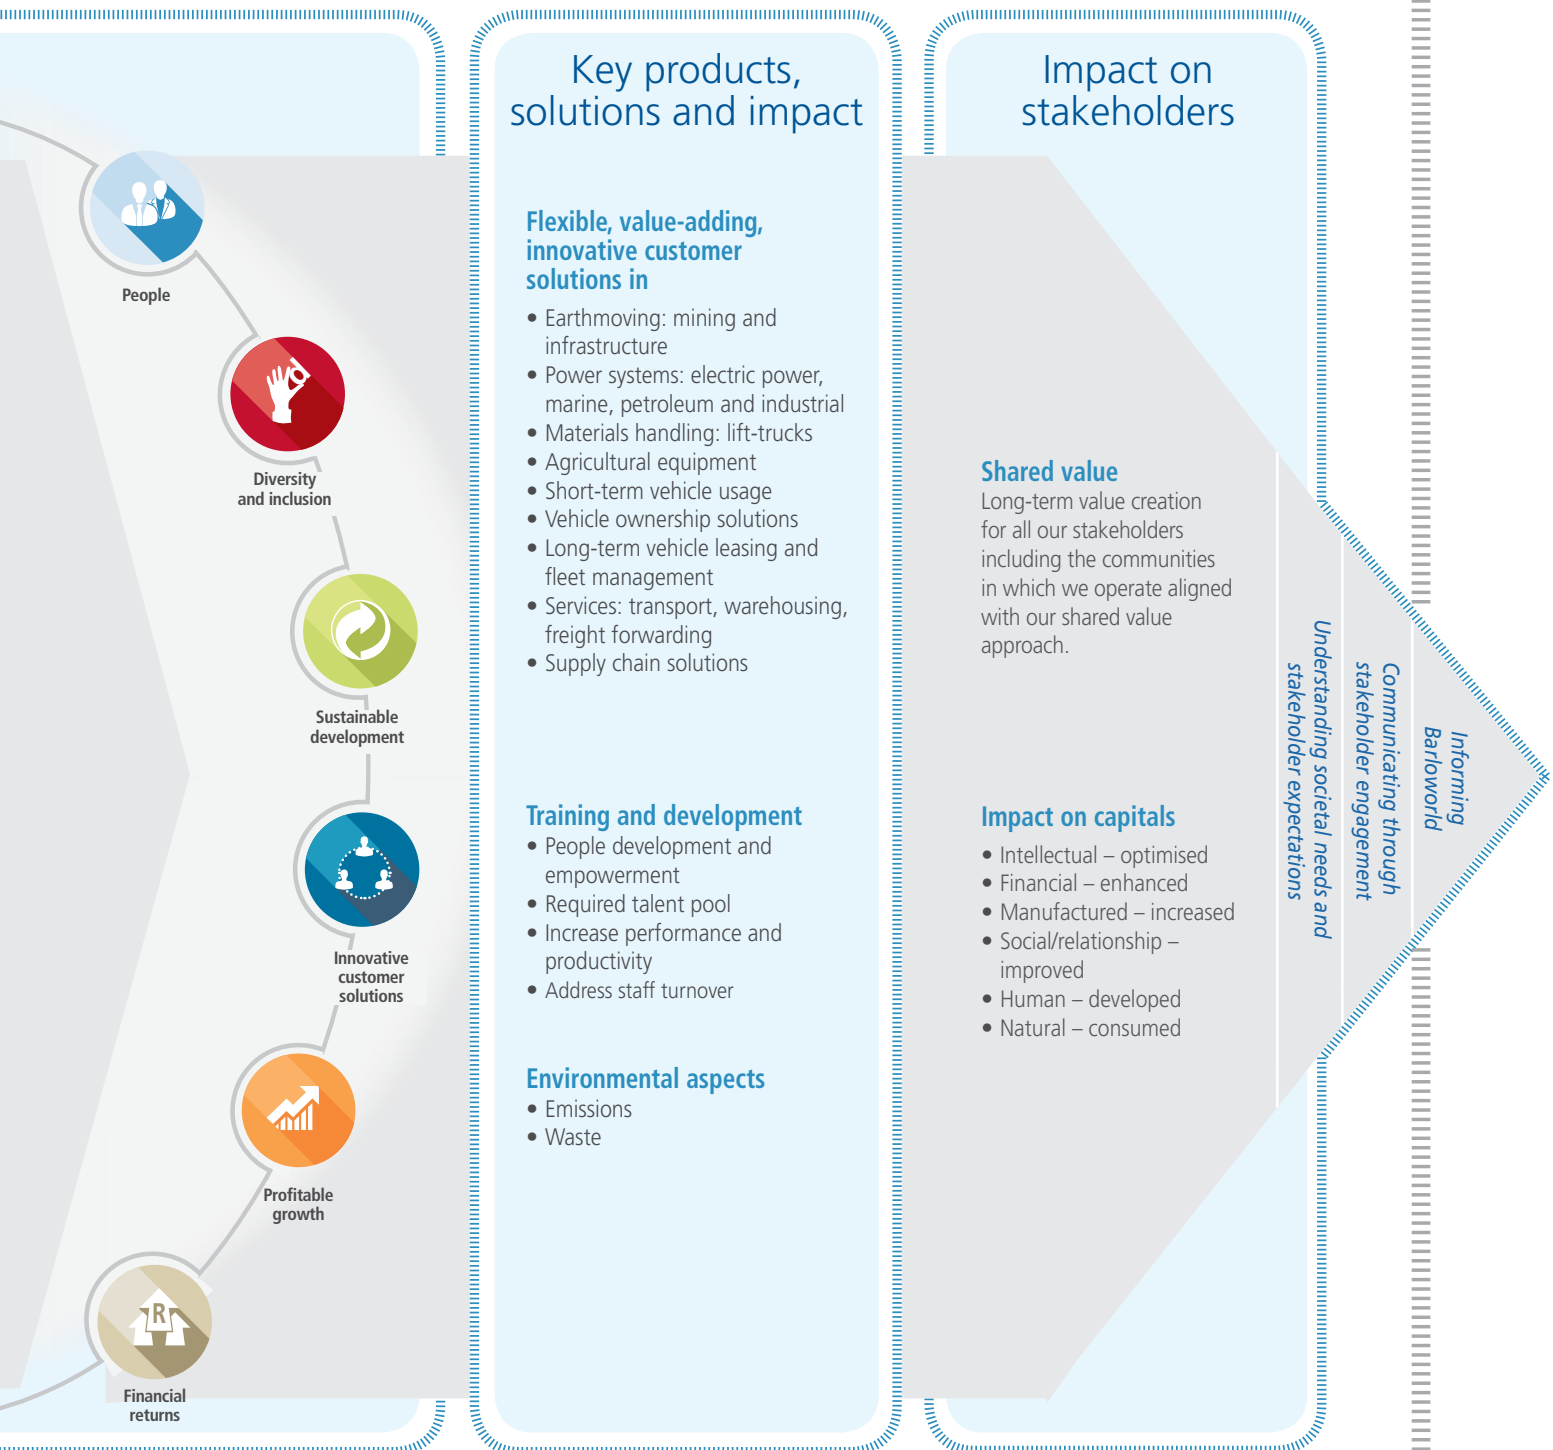 People
Diversity
and inclusion
Sustainable
development
Innovative
customer
solutions
Profitable
growth
R
Financial
returns
Key products,
solutions and impact
Flexible, value-adding,
innovative customer
solutions in
• Earthmoving: mining and
infrastructure
• Power systems: electric power,
marine, petroleum and industrial
• Materials handling: lift-trucks
• Agricultural equipment
• Short-term vehicle usage
• Vehicle ownership solutions
• Long-term vehicle leasing and
fleet management
• Services: transport, warehousing,
freight forwarding
• Supply chain solutions
Training and development
• People development and
empowerment
• Required talent pool
• Increase performance and
productivity
• Address staff turnover
Environmental aspects
• Emissions
• Waste
Impact on
stakeholders
Shared value
Long-term value creation
for all our stakeholders
including the communities
in which we operate aligned
with our shared value
approach.
Impact on capitals
• Intellectual – optimised
• Financial – enhanced
• Manufactured – increased
• Social/relationship –
improved
• Human – developed
• Natural – consumed
Understanding societal needs and
stakeholder expectations
Communicating through
stakeholder engagement
Informing
Barloworld